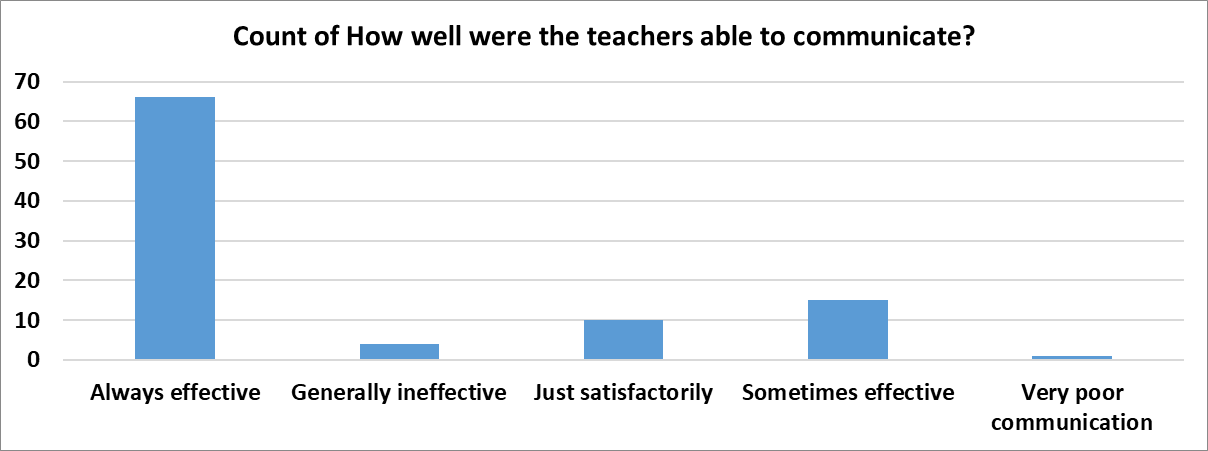 Count of How well were the teachers able to communicate?
70
60
50
40
30
20
10
0
Always effective
Generally ineffective
Just satisfactorily
Sometimes effective
Very poor
communication